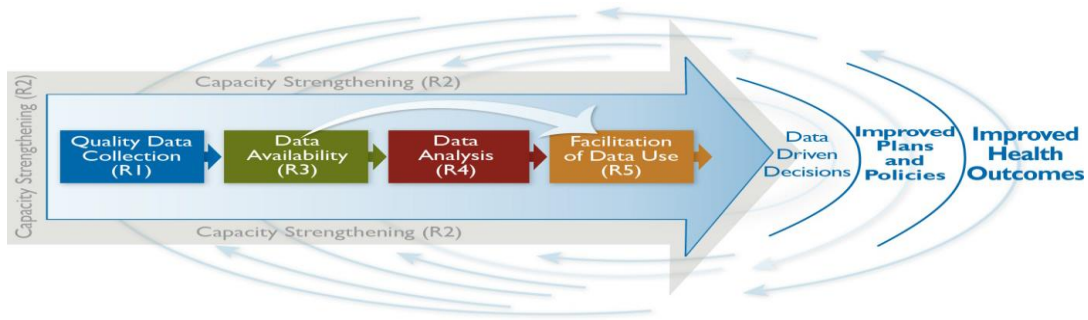 Capacity Strengthening (R2)
Capacity Strengthening (R2)
Quality Data
Collection
(R1)
Data
Availability
(R3)
Data
Analysis
(R4)
Facilitation
of Data Use
(R5)
Data
Driven
Decisions
Improved
Plans
and
Policies
Improved
Health
Outcomes
Capacity Strengthening (R2)